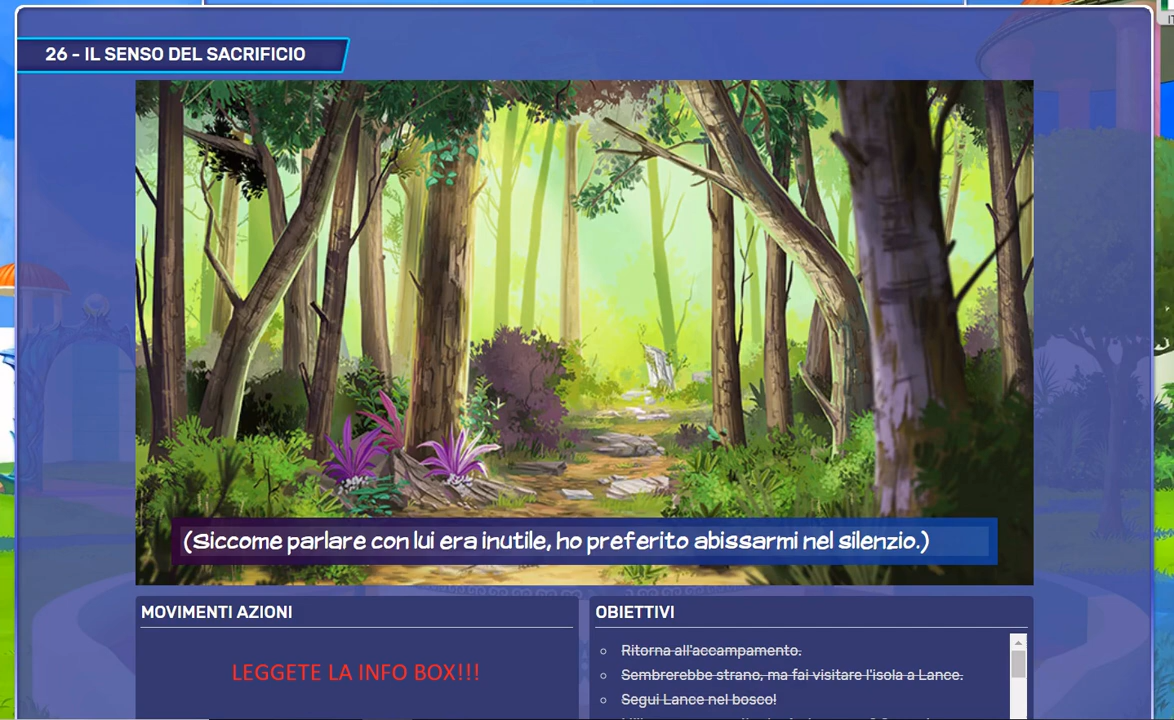 26 - IL SENSO DEL SACRIFICIO
(Siccome parlare con lui era inutile, ho preferito abissarmi nel silenzio.)
MOVIMENTI AZIONI
LEGGETE LA INFO BOX!!!
OBIETTIVI
Ritorna all'accampamento.
Sembrerebbe strano, ma fai visitare l'isola a Lance.
Segui Lance nel bosco!